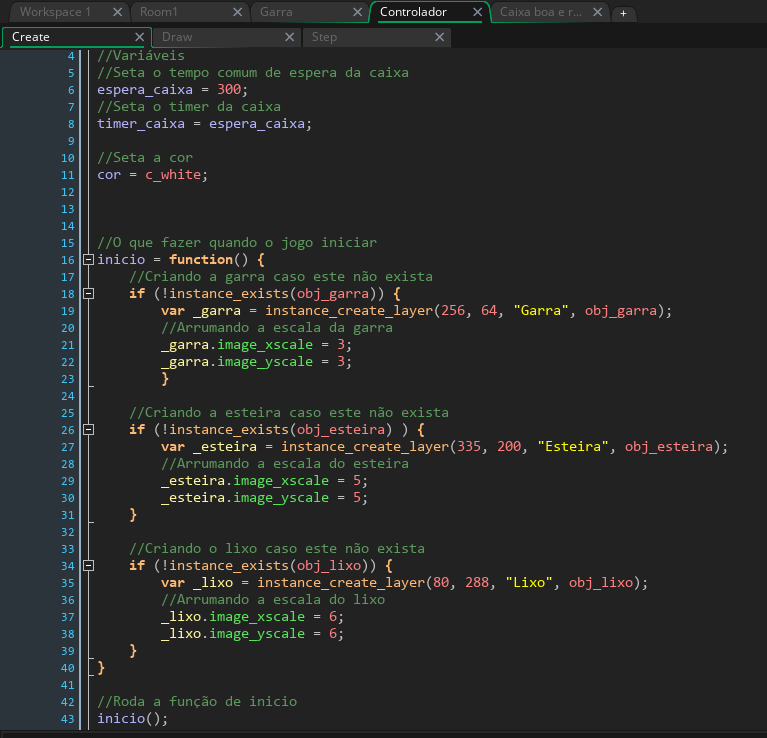 Workspace 1 Room1 Garra Controlador Caixa boa e r... +
Create Draw Step
4 //Variáveis
5 //Seta o tempo comum de espera da caixa
6 espera_caixa = 300;
7 //Seta o timer da caixa
8 timer_caixa = espera_caixa;
9
10 //Seta a cor
11 cor = c_white;
12
13
14
15 //O que fazer quando o jogo iniciar
16 inicio = function() {
17 //Criando a garra caso este não exista
18 if (!instance_exists(obj_garra)) {
19 var _garra = instance_create_layer(256, 64, "Garra", obj_garra);
20 //Arrumando a escala da garra
21 _garra.image_xscale = 3;
22 _garra.image_yscale = 3;
23 }
24
25 //Criando a esteira caso este não exista
26 if (!instance_exists(obj_esteira) ) {
27 var _esteira = instance_create_layer(335, 200, "Esteira", obj_esteira);
28 //Arrumando a escala do esteira
29 _esteira.image_xscale = 5;
30 _esteira.image_yscale = 5;
31 }
32
33 //Criando o lixo caso este não exista
34 if (!instance_exists(obj_lixo)) {
35 var _lixo = instance_create_layer(80, 288, "Lixo", obj_lixo);
36 //Arrumando a escala do lixo
37 _lixo.image_xscale = 6;
38 _lixo.image_yscale = 6;
39 }
40 }
41
42 //Roda a função de inicio
43 inicio();